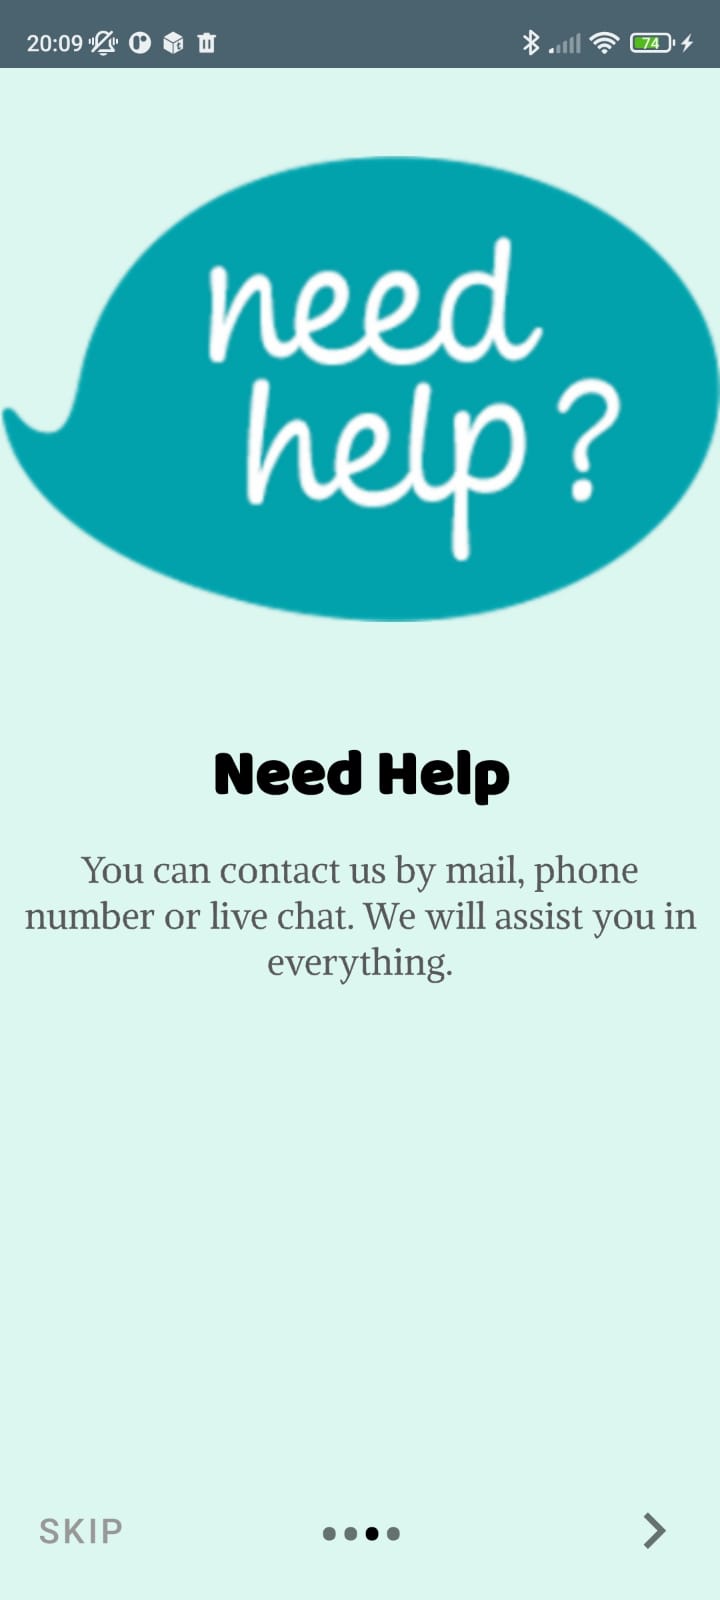 20:09
74
need
help?
Need Help
You can contact us by mail, phone
number or live chat. We will assist you in
everything.
SKIP